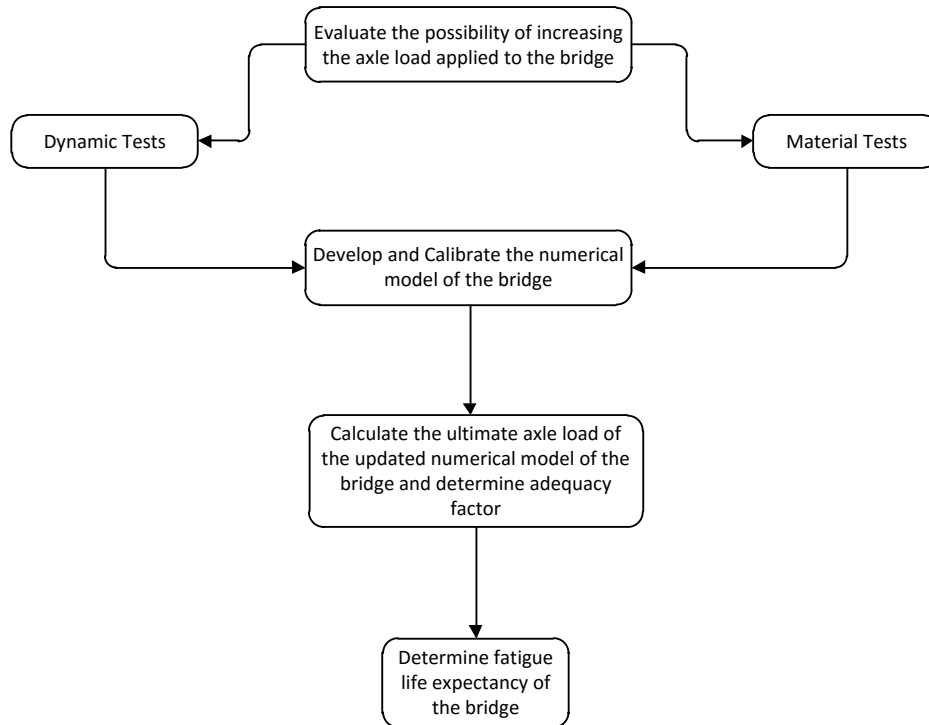 Evaluate the possibility of increasing
the axle load applied to the bridge
Dynamic Tests
Material Tests
Develop and Calibrate the numerical
model of the bridge
Calculate the ultimate axle load of
the updated numerical model of the
bridge and determine adequacy
factor
Determine fatigue
life expectancy of
the bridge